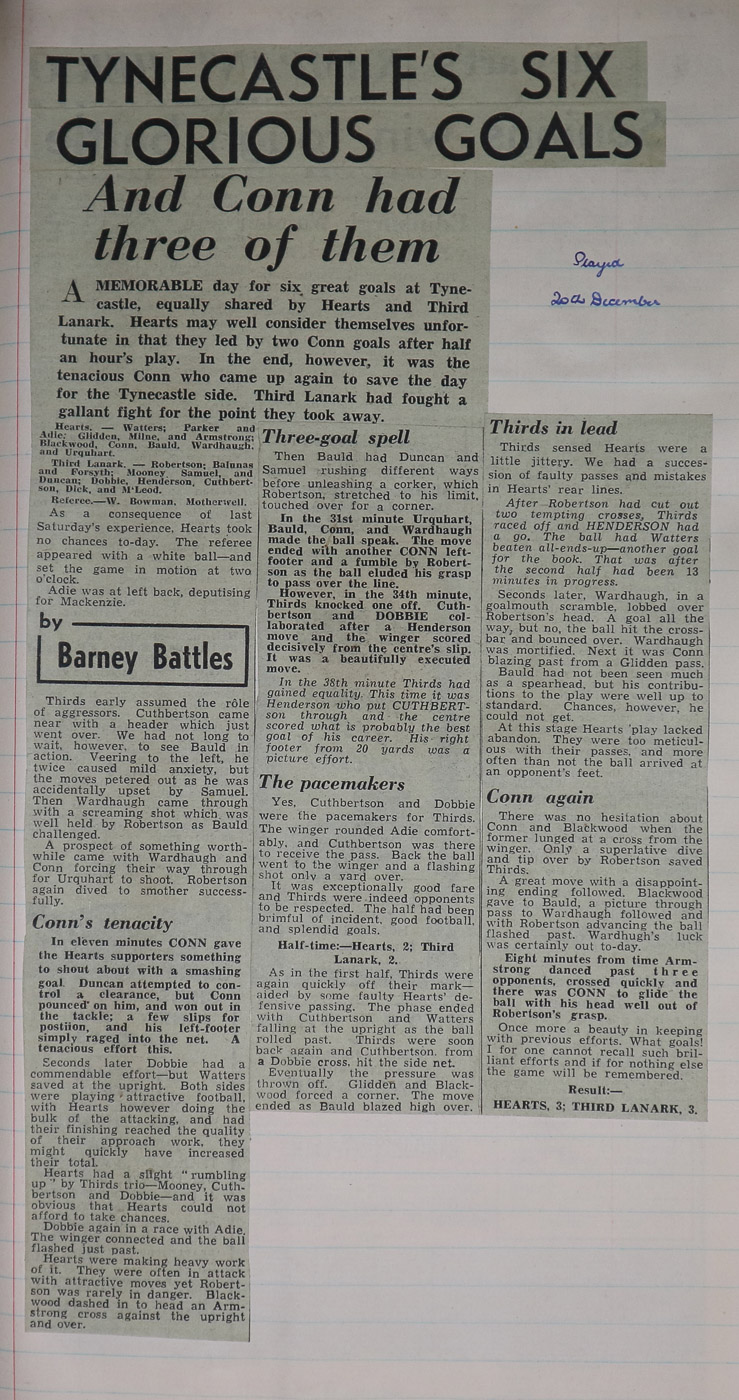 TYNECASTLE'S SIX
GLORIOUS GOALS
And Conn had
three of them
Played
20th December
A MEMORABLE day for six great goals at Tyne-
castle, equally shared by Hearts and Third
Lanark. Hearts may well consider themselves unfor-
tunate in that they led by two Conn goals after half
an hour's play. In the end, however, it was the
tenacious Conn who came up again to save the day
for the Tynecastle side. Third Lanark had fought a
gallant fight for the point they took away.
Hearts. — Watters; Parker and
Adie; Glidden, Milne, and Armstrong;
Blackwood, Conn, Bauld, Wardhaugh,
and Urquhart.
Third Lanark. — Robertson; Balunas
and Forsyth; Mooney Samuel, and
Duncan; Dobbie, Henderson, Cuthbert-
son, Dick, and M'Leod.
Referee.—W. Bowman, Motherwell.
As a consequence of last
Saturday's experience, Hearts took
no chances to-day. The referee
appeared with a white ball—and
set the game in motion at two
o'clock.
Adie was at left back, deputising
for Mackenzie.
by
Barney Battles
Thirds early assumed the rôle
of aggressors. Cuthbertson came
near with a header which just
went over. We had not long to
wait, however, to see Bauld in
action. Veering to the left, he
twice caused mild anxiety, but
the moves petered out as he was
accidentally upset by Samuel.
Then Wardhaugh came through
with a screaming shot which was
well held by Robertson as Bauld
challenged.
A prospect of something worth-
while came with Wardhaugh and
Conn forcing their way through
for Urquhart to shoot. Robertson
again dived to smother success-
fully.
Conn's tenacity
In eleven minutes CONN gave
the Hearts supporters something
to shout about with a smashing
goal. Duncan attempted to con-
trol a clearance, but Conn
pounced on him, and won out in
the tackle; a few slips for
postiion, and his left-footer
simply raged into the net. A
tenacious effort this.
Seconds later Dobbie had a
commendable effort—but Watters
saved at the upright. Both sides
were playing attractive football,
with Hearts however doing the
bulk of the attacking, and had
their finishing reached the quality
of their approach work, they
might quickly have increased
their total.
Hearts had a slight "rumbling
up" by Thirds trio—Mooney, Cuth-
bertson and Dobbie—and it was
obvious that Hearts could not
afford to take chances.
Dobbie again in a race with Adie.
The winger connected and the ball
flashed just past.
Hearts were making heavy work
of it. They were often in attack
with attractive moves yet Robert-
son was rarely in danger. Black-
wood dashed in to head an Arm-
strong cross against the upright
and over.
Three-goal spell
Then Bauld had Duncan and
Samuel rushing different ways
before unleashing a corker, which
Robertson, stretched to his limit,
touched over for a corner.
In the 31st minute Urquhart,
Bauld, Conn, and Wardhaugh
made the ball speak. The move
ended with another CONN left-
footer and a fumble by Robert-
son as the ball eluded his grasp
to pass over the line.
However, in the 34th minute,
Thirds knocked one off. Cuth-
bertson and DOBBIE col-
laborated after a Henderson
move and the winger scored
decisively from the centre's slip.
It was a beautifully executed
move.
In the 38th minute Thirds had
gained equality. This time it was
Henderson who put CUTHBERT-
son through and the centre
scored what is probably the best
goal of his career. His right
footer from 20 yards was a
picture effort.
The pacemakers
Yes, Cuthbertson and Dobbie
were the pacemakers for Thirds.
The winger rounded Adie comfort-
ably, and Cuthbertson was there
to receive the pass. Back the ball
went to the winger and a flashing
shot only a yard over.
It was exceptionally good fare
and Thirds were indeed opponents
to be respected. The half had been
brimful of incident, good football,
and splendid goals.
Half-time:—Hearts, 2; Third
Lanark, 2.
As in the first half, Thirds were
again quickly off their mark—
aided by some faulty Hearts' de-
fensive passing. The phase ended
with Cuthbertson and Watters
falling at the upright as the ball
rolled past. Thirds were soon
back again and Cuthbertson, from
a Dobbie cross, hit the side net.
Eventually the pressure was
thrown off. Glidden and Black-
wood forced a corner. The move
ended as Bauld blazed high over.
Thirds in lead
Thirds sensed Hearts were a
little jittery. We had a succes-
sion of faulty passes and mistakes
in Hearts' rear lines.
After Robertson had cut out
two tempting crosses, Thirds
raced off and HENDERSON had
a go. The ball had Watters
beaten all-ends-up—another goal
for the book. That was after
the second half had been 13
minutes in progress.
Seconds later, Wardhaugh, in a
goalmouth scramble, lobbed over
Robertson's head. A goal all the
way, but no, the ball hit the cross-
bar and bounced over. Wardhaugh
was mortified. Next it was Conn
blazing past from a Glidden pass.
Bauld had not been seen much
as a spearhead, but his contribu-
tions to the play were well up to
standard. Chances, however, he
could not get.
At this stage Hearts' play lacked
abandon. They were too meticul-
ous with their passes, and more
often than not the ball arrived at
an opponent's feet.
Conn again
There was no hesitation about
Conn and Blackwood when the
former lunged at a cross from the
winger. Only a superlative dive
and tip over by Robertson saved
Thirds.
A great move with a disappoint-
ing ending followed. Blackwood
gave to Bauld, a picture through
pass to Wardhaugh followed and
with Robertson advancing the ball
flashed past. Wardhugh's luck
was certainly out to-day.
Eight minutes from time Arm-
strong danced past three
opponents, crossed quickly and
there was CONN to glide the
ball with his head well out of
Robertson's grasp.
Once more a beauty in keeping
with previous efforts. What goals!
I for one cannot recall such bril-
liant efforts and if for nothing else
the game will be remembered.
Result:—
HEARTS, 3; THIRD LANARK, 3.